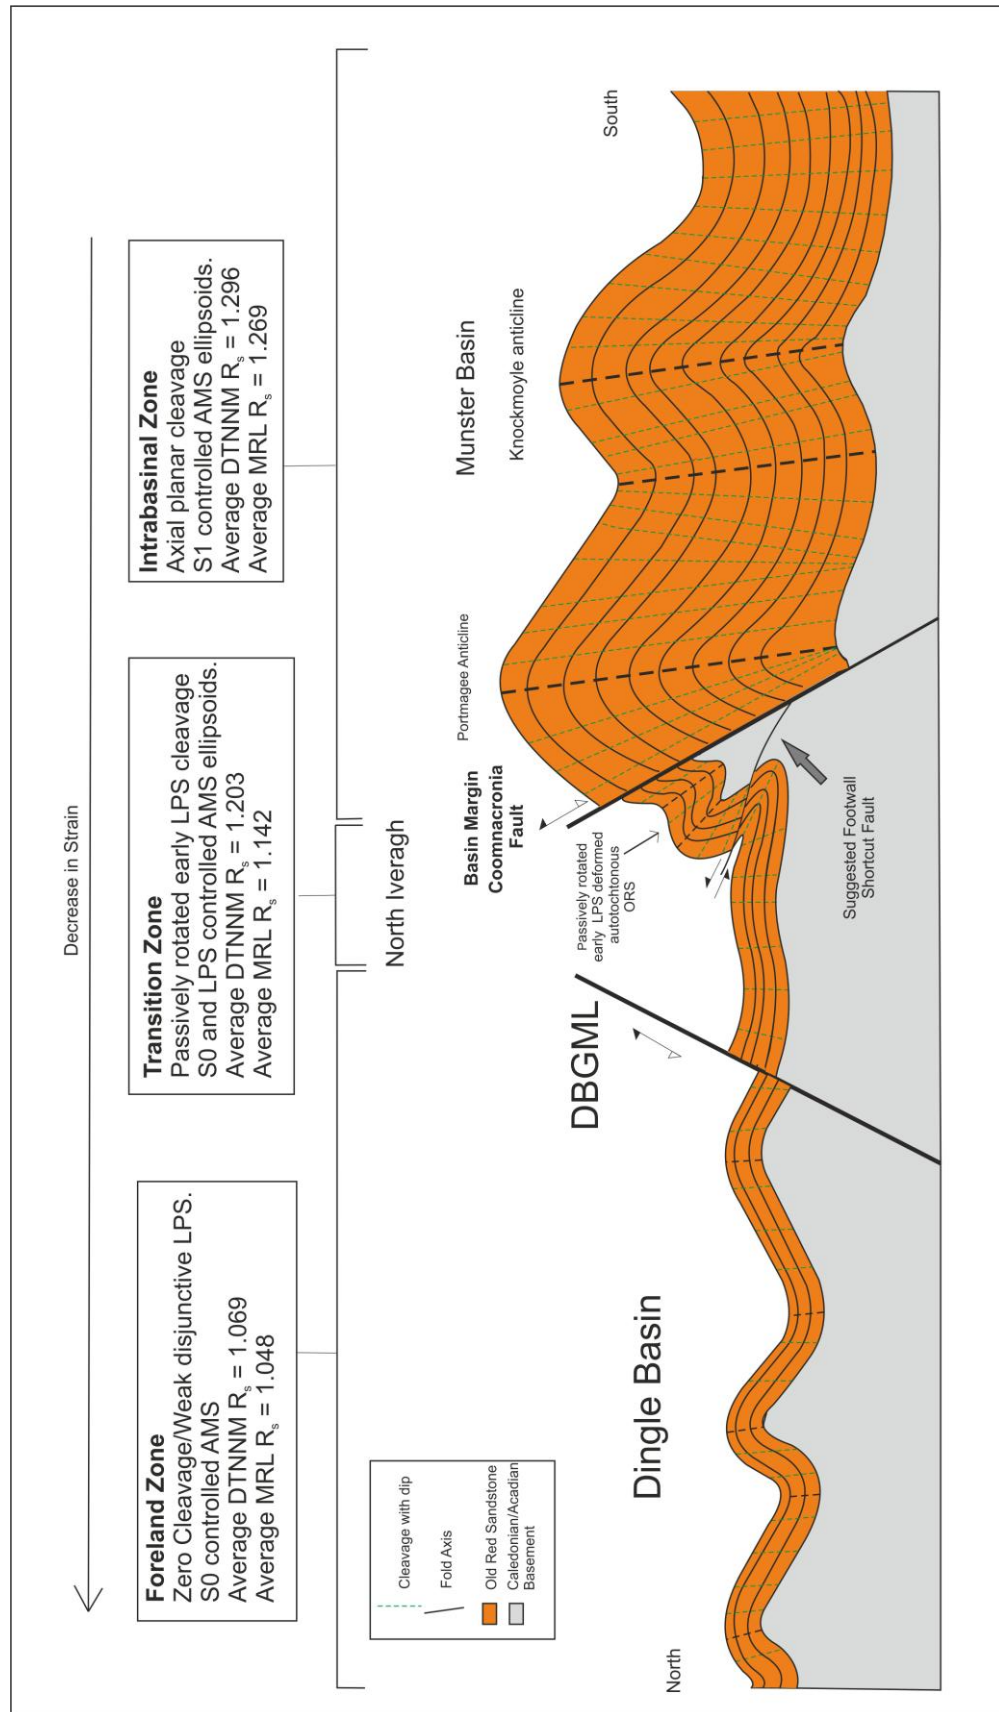 Decrease in Strain
Foreland Zone
Zero Cleavage/Weak disjunctive LPS.
S0 controlled AMS
Average DTNNM Rs = 1.069
Average MRL Rs = 1.048
Transition Zone
Passively rotated early LPS cleavage
S0 and LPS controlled AMS ellipsoids.
Average DTNNM Rs = 1.203
Average MRL Rs = 1.142
Intrabasinal Zone
Axial planar cleavage
S1 controlled AMS ellipsoids.
Average DTNNM Rs = 1.296
Average MRL Rs = 1.269
North Iveragh
Cleavage with dip
Fold Axis
Old Red Sandstone
Caledonian/Acadian
Basement
Munster Basin
Knockmoyle anticline
Portmagee Anticline
South
Basin Margin
Coomnacronia
Fault
Passively rotated
early LPS deformed
autochtonous
ORS
DBGML
Dingle Basin
North
Suggested Footwall
Shortcut Fault